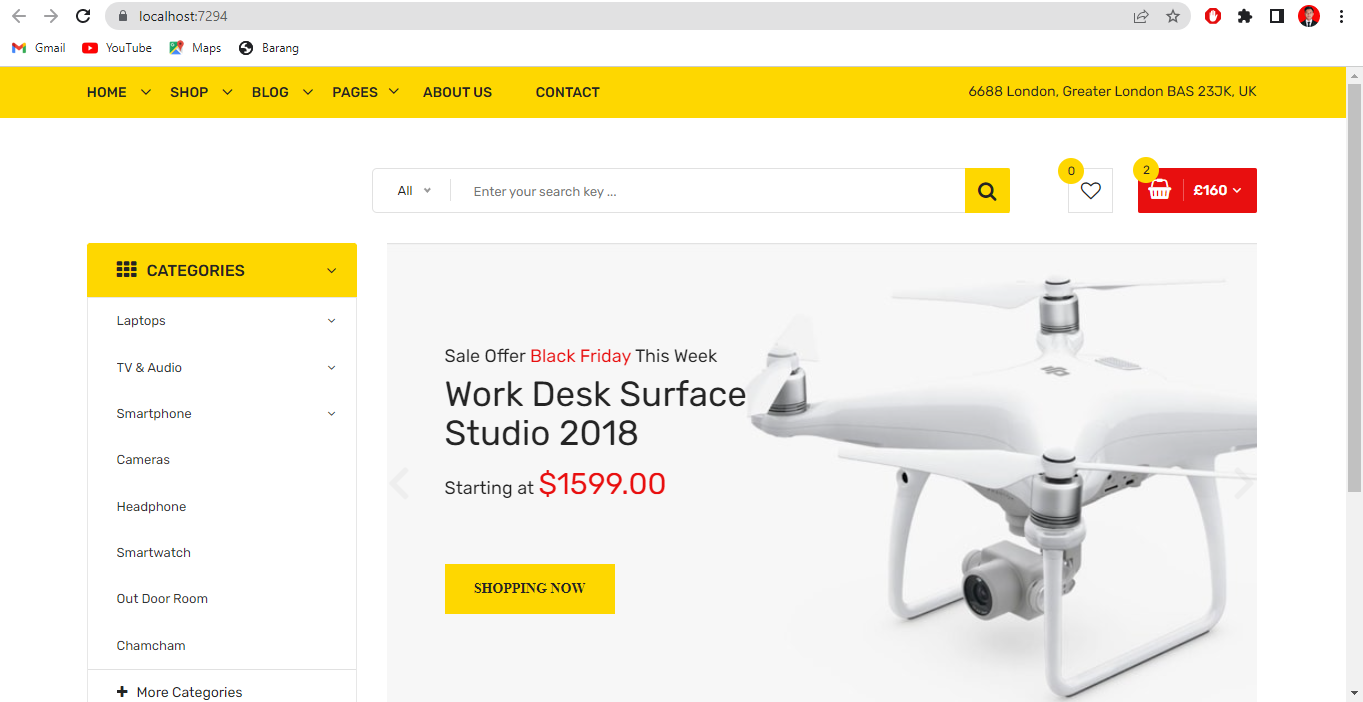 localhost:7294
Gmail YouTube Maps Barang
HOME SHOP BLOG PAGES ABOUT US CONTACT 6688 London, Greater London BAS 23JK, UK
All Enter your search key ... 0 2 £160
CATEGORIES
Laptops
TV & Audio
Smartphone
Cameras
Headphone
Smartwatch
Out Door Room
Chamcham
More Categories
Sale Offer Black Friday This Week
Work Desk Surface
Studio 2018
Starting at $1599.00
SHOPPING NOW